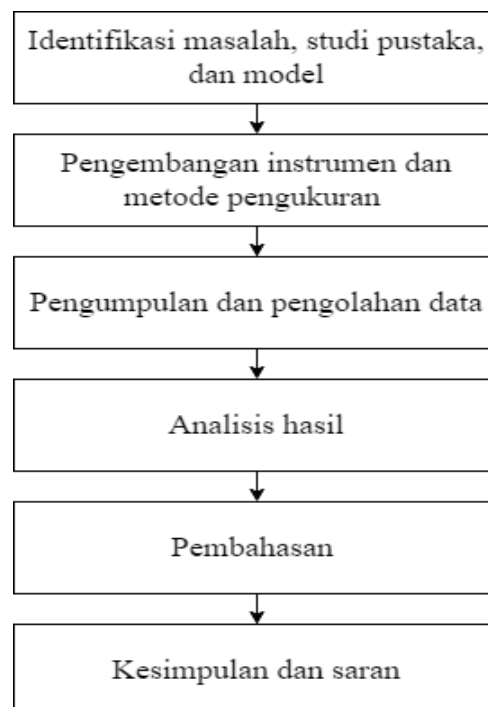 Identifikasi masalah, studi pustaka,
dan model
Pengembangan instrumen dan
metode pengukuran
Pengumpulan dan pengolahan data
Analisis hasil
Pembahasan
Kesimpulan dan saran